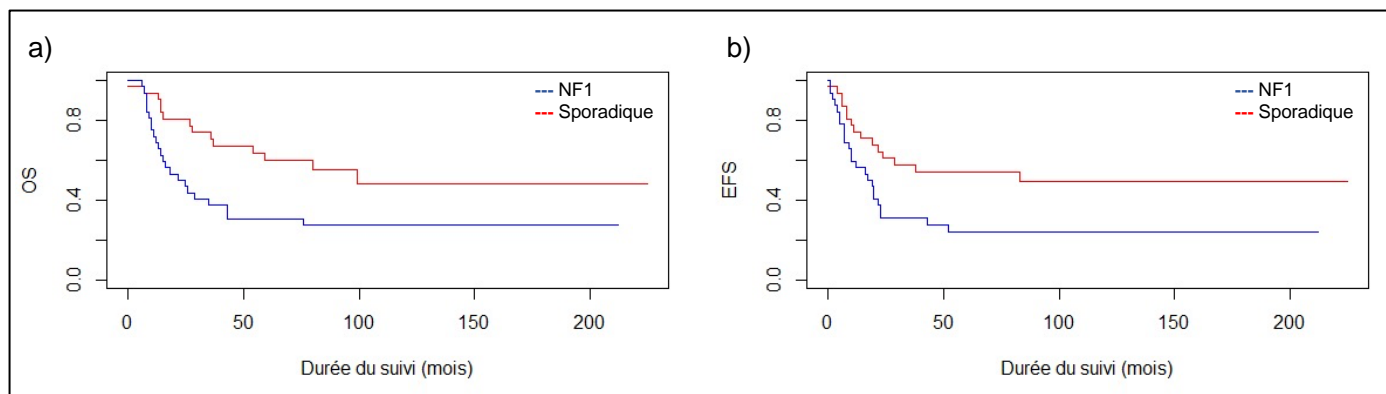 a)
NF1
Sporadique
OS
0.0 0.4 0.8
0 50 100 150 200
Durée du suivi (mois)
b)
NF1
Sporadique
EFS
0.0 0.4 0.8
0 50 100 150 200
Durée du suivi (mois)